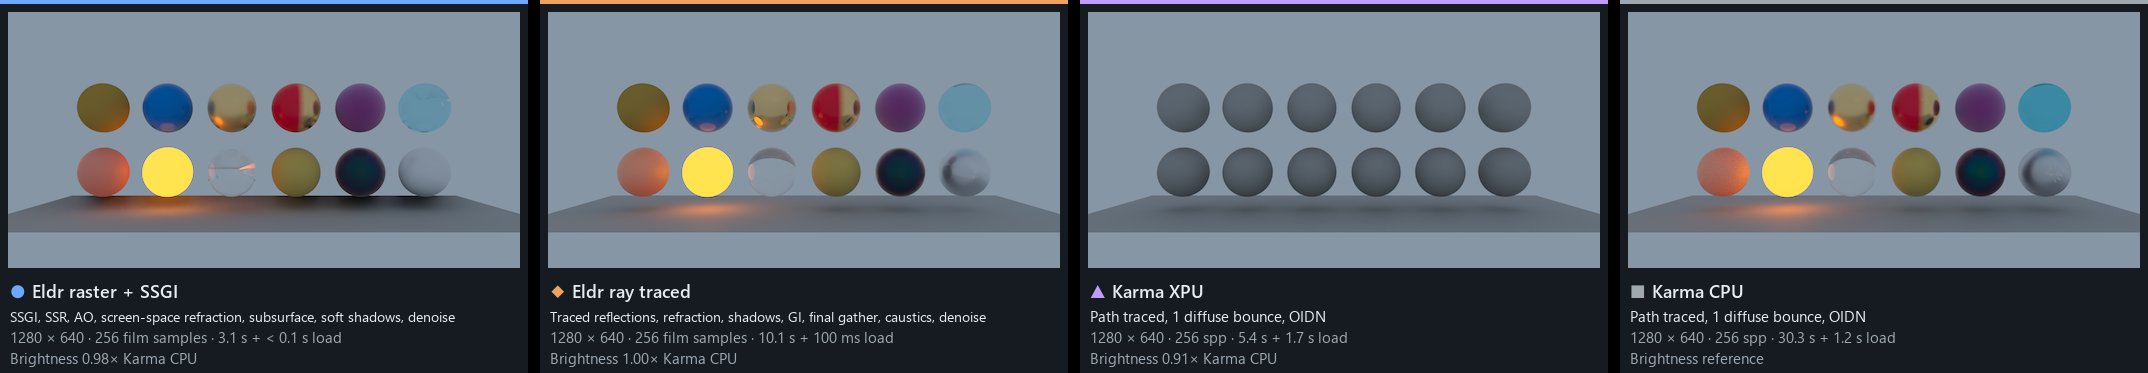 Eldr raster + SSGI
SSGI, SSR, AO, screen-space refraction, subsurface, soft shadows, denoise
1280 × 640 · 256 film samples · 3.1 s + < 0.1 s load
Brightness 0.98× Karma CPU
Eldr ray traced
Traced reflections, refraction, shadows, GI, final gather, caustics, denoise
1280 × 640 · 256 film samples · 10.1 s + 100 ms load
Brightness 1.00× Karma CPU
Karma XPU
Path traced, 1 diffuse bounce, OIDN
1280 × 640 · 256 spp · 5.4 s + 1.7 s load
Brightness 0.91× Karma CPU
Karma CPU
Path traced, 1 diffuse bounce, OIDN
1280 × 640 · 256 spp · 30.3 s + 1.2 s load
Brightness reference